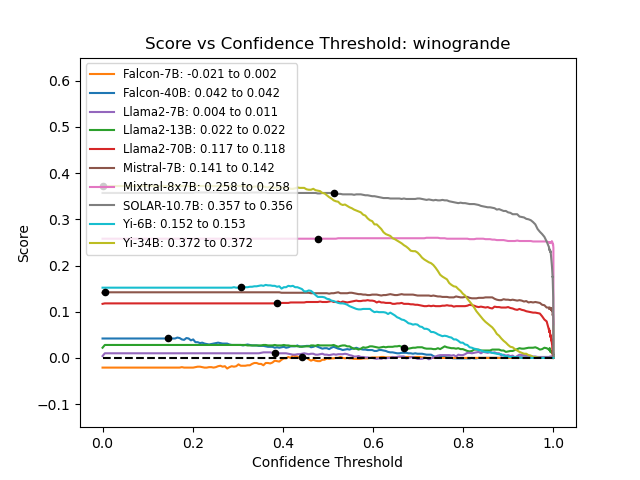 Score vs Confidence Threshold: winogrande
Score
0.6
0.5
0.4
0.3
0.2
0.1
0.0
−0.1
Falcon-7B: -0.021 to 0.002
Falcon-40B: 0.042 to 0.042
Llama2-7B: 0.004 to 0.011
Llama2-13B: 0.022 to 0.022
Llama2-70B: 0.117 to 0.118
Mistral-7B: 0.141 to 0.142
Mixtral-8x7B: 0.258 to 0.258
SOLAR-10.7B: 0.357 to 0.356
Yi-6B: 0.152 to 0.153
Yi-34B: 0.372 to 0.372
0.0 0.2 0.4 0.6 0.8 1.0
Confidence Threshold